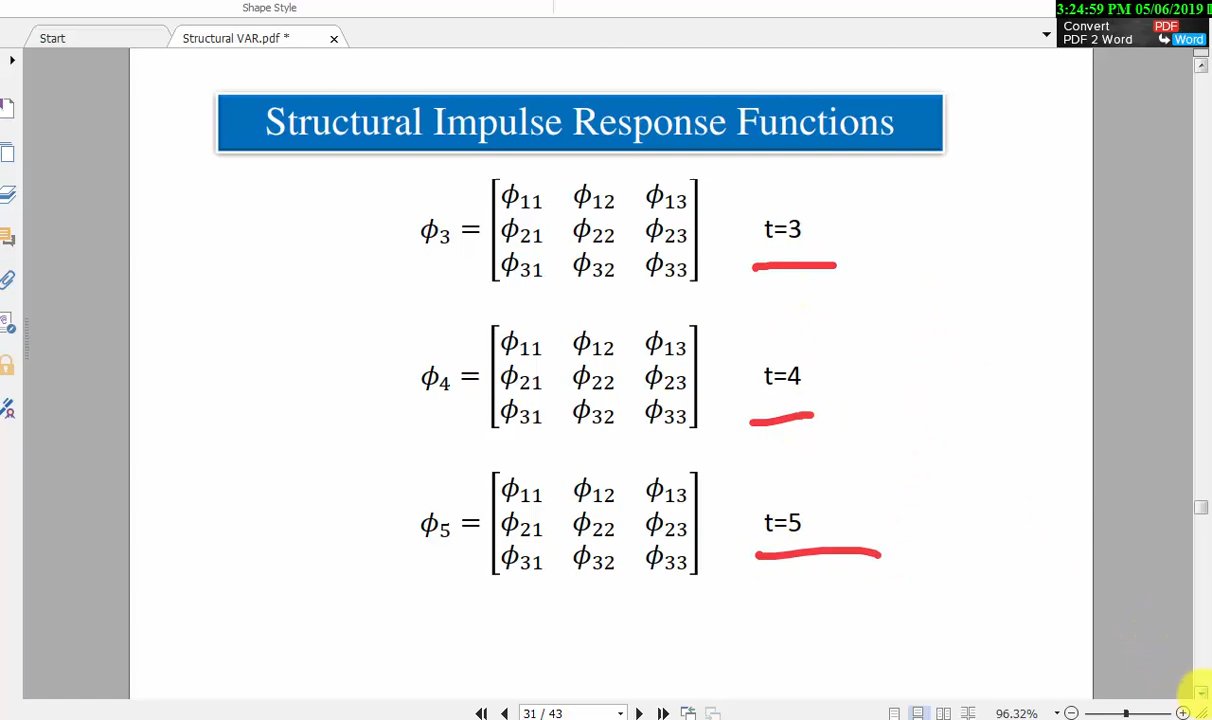 Shape Style
3:24:59 PM 05/06/2019
Start
Structural VAR.pdf *
Convert PDF
PDF 2 Word Word
Structural Impulse Response Functions
ϕ₃ = [ϕ₁₁ ϕ₁₂ ϕ₁₃
ϕ₂₁ ϕ₂₂ ϕ₂₃
ϕ₃₁ ϕ₃₂ ϕ₃₃] t=3
ϕ₄ = [ϕ₁₁ ϕ₁₂ ϕ₁₃
ϕ₂₁ ϕ₂₂ ϕ₂₃
ϕ₃₁ ϕ₃₂ ϕ₃₃] t=4
ϕ₅ = [ϕ₁₁ ϕ₁₂ ϕ₁₃
ϕ₂₁ ϕ₂₂ ϕ₂₃
ϕ₃₁ ϕ₃₂ ϕ₃₃] t=5
31 / 43
96.32%